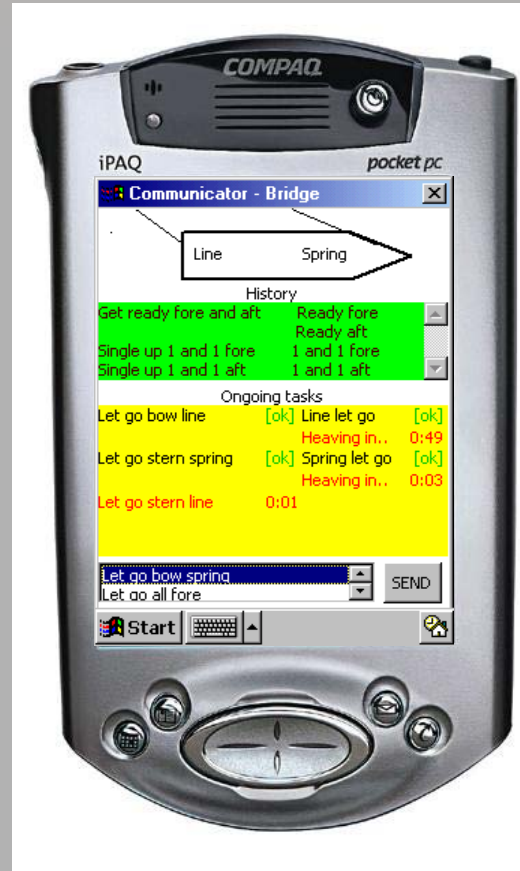 COMPAQ
iPAQ pocket pc
Communicator - Bridge
Line Spring
History
Get ready fore and aft Ready fore
Ready aft
Single up 1 and 1 fore 1 and 1 fore
Single up 1 and 1 aft 1 and 1 aft
Ongoing tasks
Let go bow line [ok] Line let go [ok]
Heaving in.. 0:49
Let go stern spring [ok] Spring let go [ok]
Heaving in.. 0:03
Let go stern line 0:01
Let go bow spring
Let go all fore
SEND
Start